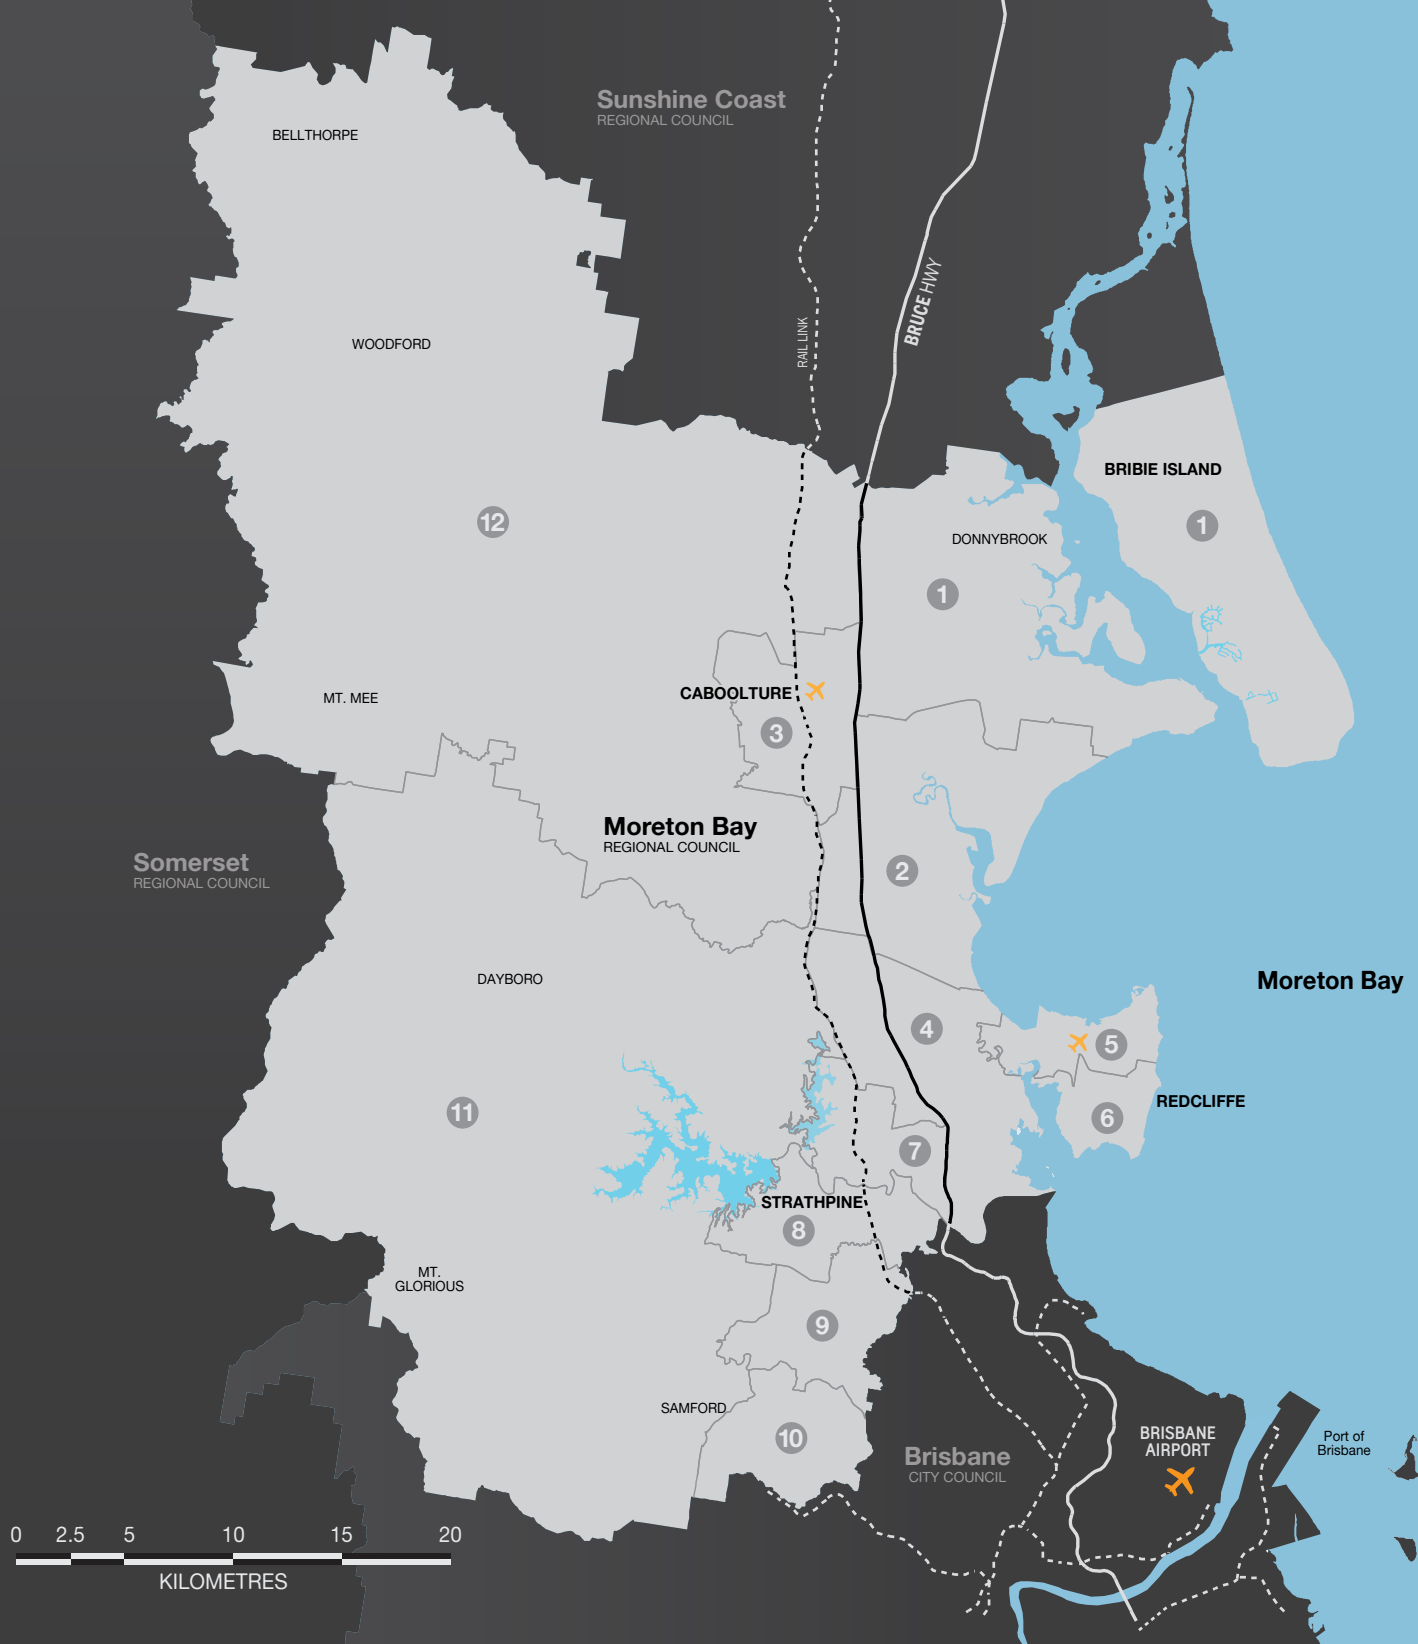 Sunshine Coast
REGIONAL COUNCIL
BELLTHORPE
BRUCE HWY
RAIL LINK
WOODFORD
BRIBIE ISLAND
12
1
DONNYBROOK
1
CABOOLTURE
MT. MEE
3
Moreton Bay
REGIONAL COUNCIL
Somerset
REGIONAL COUNCIL
2
DAYBORO
Moreton Bay
4
5
REDCLIFFE
11
6
7
STRATHPINE
8
MT.
GLORIOUS
9
SAMFORD
10
Brisbane
CITY COUNCIL
BRISBANE
AIRPORT
Port of
Brisbane
0 2.5 5 10 15 20
KILOMETRES